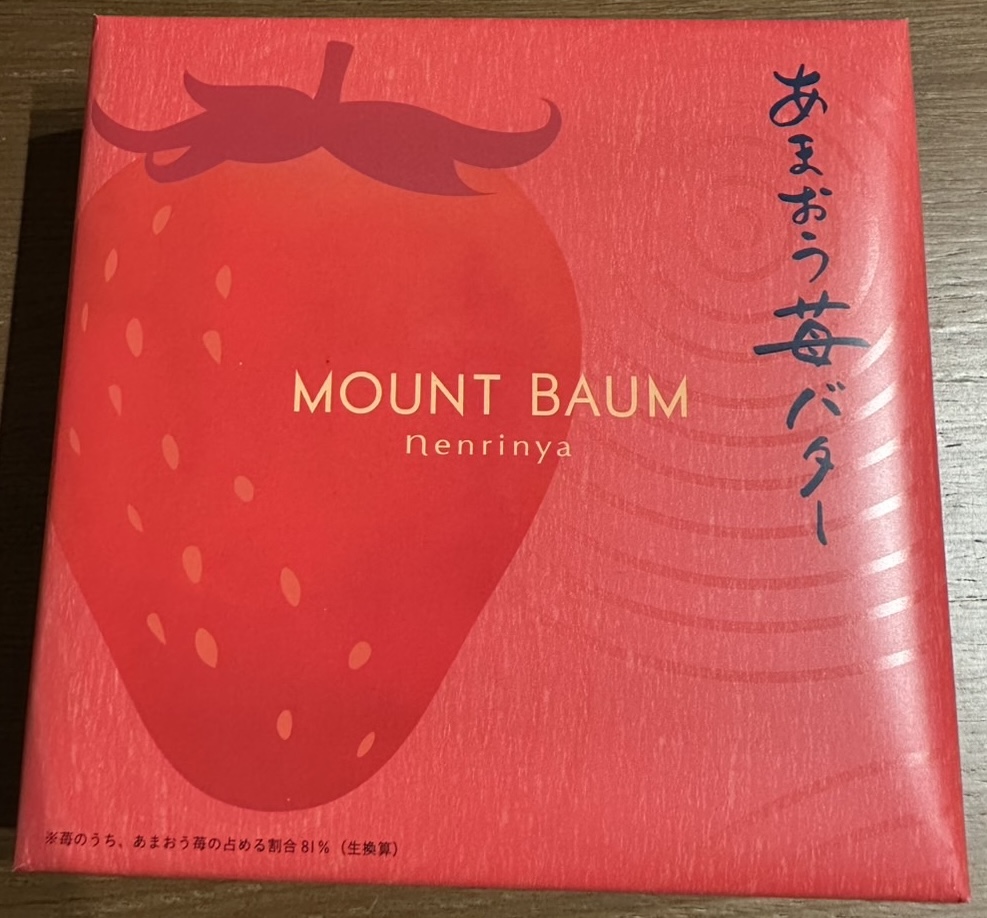 あまおう苺バター
MOUNT BAUM
nenrinya
※苺のうち、あまおう苺の占める割合81%（生換算）